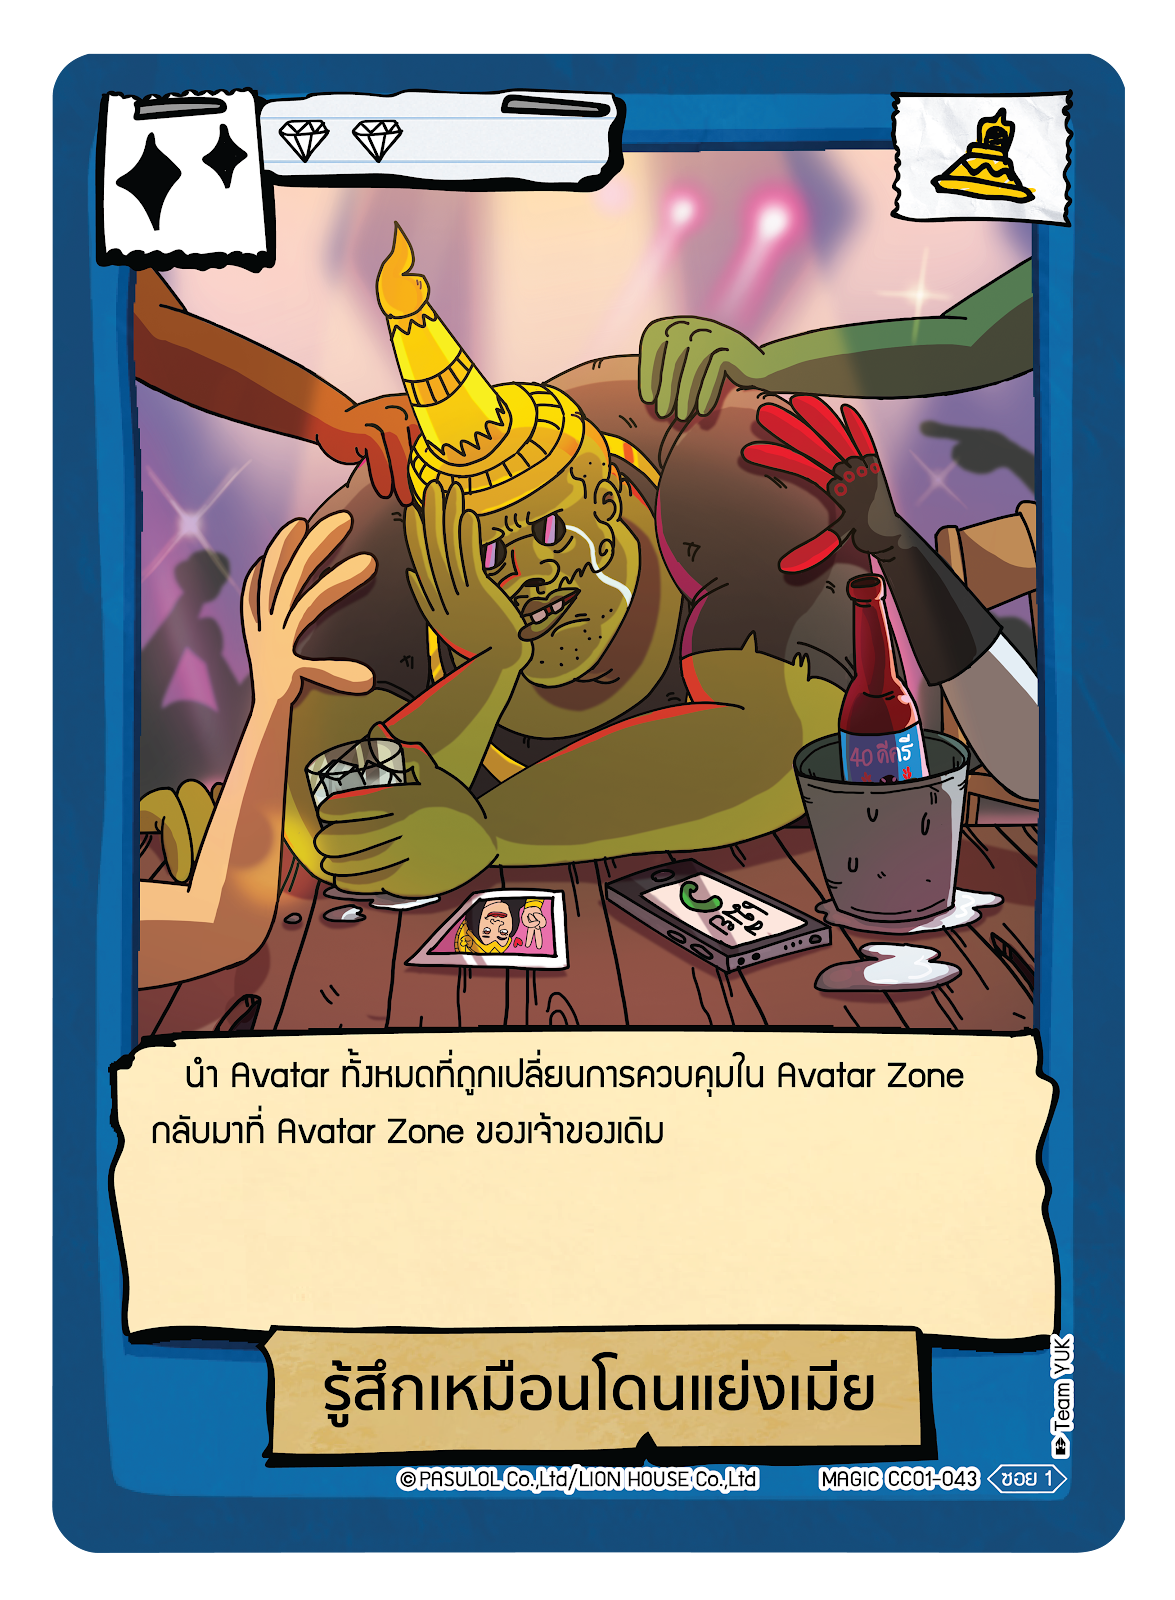 40 ดีกรี
นำ Avatar ทั้งหมดที่ถูกเปลี่ยนการควบคุมใน Avatar Zone
กลับมาที่ Avatar Zone ของเจ้าของเดิม
รู้สึกเหมือนโดนแย่งเมีย
Team YUK
©PASULOL Co.,Ltd/LION HOUSE Co.,Ltd
MAGIC CC01-043 ซอย 1